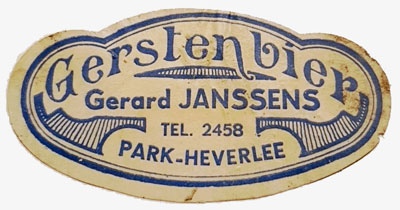 Gerstenbier
Gerard JANSSENS
TEL. 2458
PARK-HEVERLEE